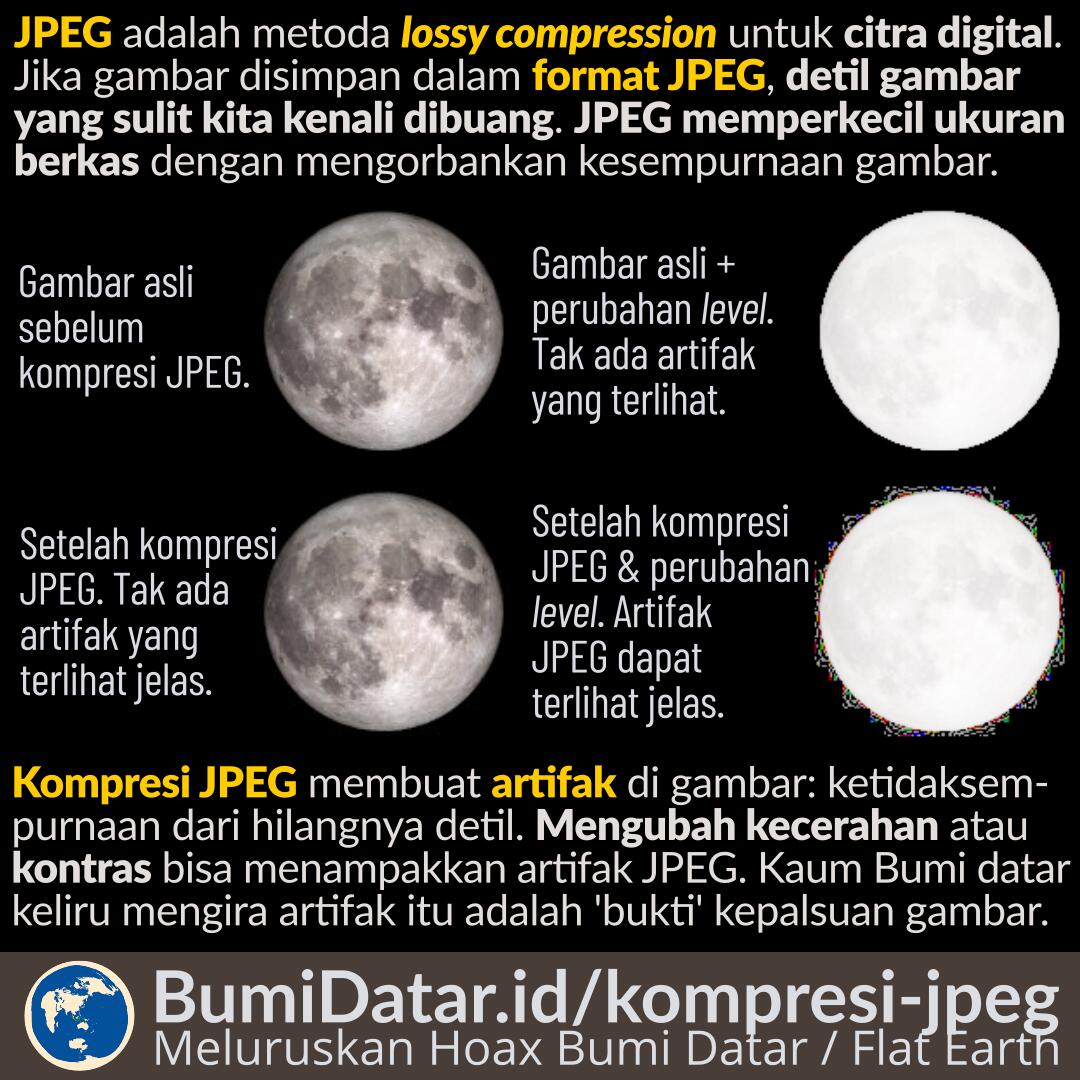 JPEG adalah metoda lossy compression untuk citra digital.
Jika gambar disimpan dalam format JPEG, detil gambar
yang sulit kita kenali dibuang. JPEG memperkecil ukuran
berkas dengan mengorbankan kesempurnaan gambar.
Gambar asli
sebelum
kompresi JPEG.
Gambar asli +
perubahan level.
Tak ada artifak
yang terlihat.
Setelah kompresi
JPEG. Tak ada
artifak yang
terlihat jelas.
Setelah kompresi
JPEG & perubahan
level. Artifak
JPEG dapat
terlihat jelas.
Kompresi JPEG membuat artifak di gambar: ketidaksem-
purnaan dari hilangnya detil. Mengubah kecerahan atau
kontras bisa menampakkan artifak JPEG. Kaum Bumi datar
keliru mengira artifak itu adalah 'bukti' kepalsuan gambar.
BumiDatar.id/kompresi-jpeg
Meluruskan Hoax Bumi Datar / Flat Earth